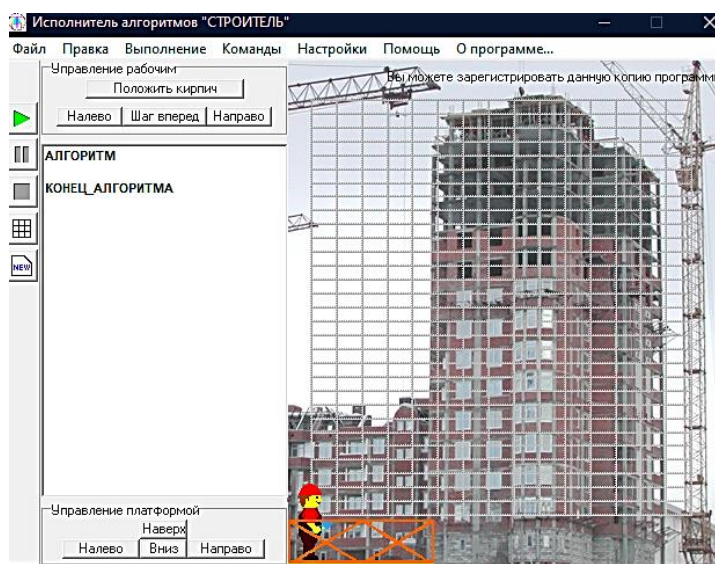 Исполнитель алгоритмов "СТРОИТЕЛЬ"
Файл Правка Выполнение Команды Настройки Помощь О программе...
Управление рабочим
Положить кирпич
Налево Шаг вперед Направо
Вы можете зарегистрировать данную копию программ
АЛГОРИТМ
КОНЕЦ_АЛГОРИТМА
NEW
Управление платформой
Наверх
Налево Вниз Направо